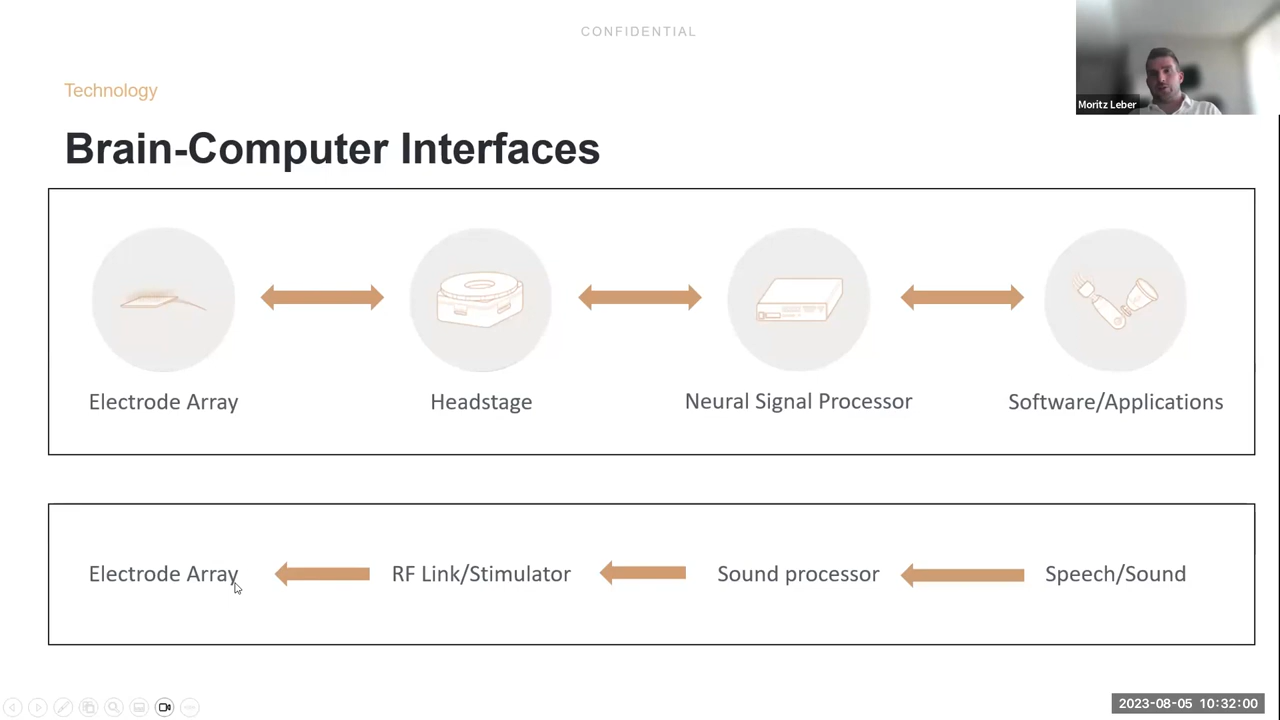 CONFIDENTIAL
Technology
Moritz Leber
Brain-Computer Interfaces
Electrode Array
Headstage
Neural Signal Processor
Software/Applications
Electrode Array
RF Link/Stimulator
Sound processor
Speech/Sound
2023-08-05 10:32:00